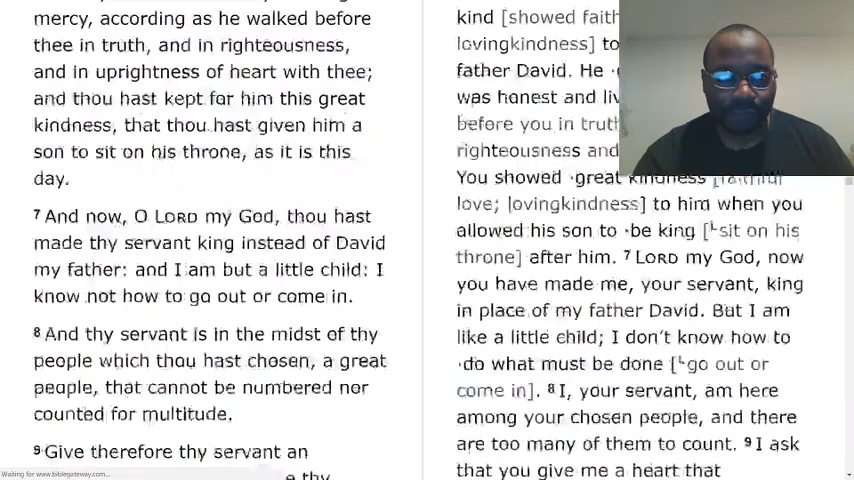 mercy, according as he walked before
thee in truth, and in righteousness,
and in uprightness of heart with thee;
and thou hast kept for him this great
kindness, that thou hast given him a
son to sit on his throne, as it is this
day.
7 And now, O LORD my God, thou hast
made thy servant king instead of David
my father: and I am but a little child: I
know not how to go out or come in.
8 And thy servant is in the midst of thy
people which thou hast chosen, a great
people, that cannot be numbered nor
counted for multitude.
9 Give therefore thy servant an
e thy
Waiting for www.biblegateway.com...
kind [showed faith
lovingkindness] to
father David. He
was honest and liv
before you in truth
righteousness and
You showed ·great kindness [faithful
love; lovingkindness] to him when you
allowed his son to ·be king [└sit on his
throne] after him. 7 LORD my God, now
you have made me, your servant, king
in place of my father David. But I am
like a little child; I don't know how to
·do what must be done [└go out or
come in]. 8 I, your servant, am here
among your chosen people, and there
are too many of them to count. 9 I ask
that you give me a heart that